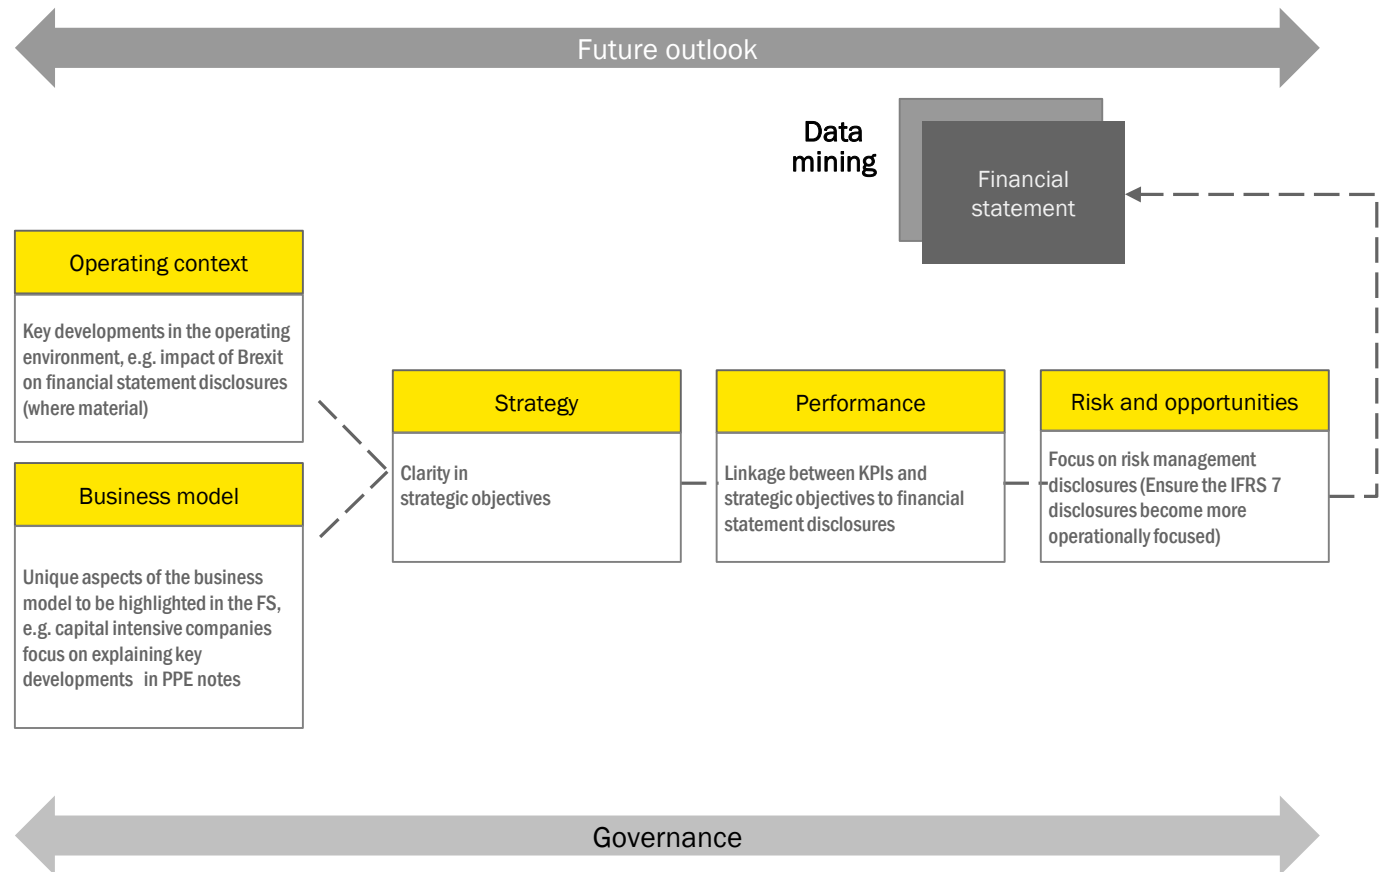 Future outlook
Data
mining
Financial
statement
Operating context
Key developments in the operating
environment, e.g. impact of Brexit
on financial statement disclosures
(where material)
Business model
Unique aspects of the business
model to be highlighted in the FS,
e.g. capital intensive companies
focus on explaining key
developments in PPE notes
Strategy
Clarity in
strategic objectives
Performance
Linkage between KPIs and
strategic objectives to financial
statement disclosures
Risk and opportunities
Focus on risk management
disclosures (Ensure the IFRS 7
disclosures become more
operationally focused)
Governance